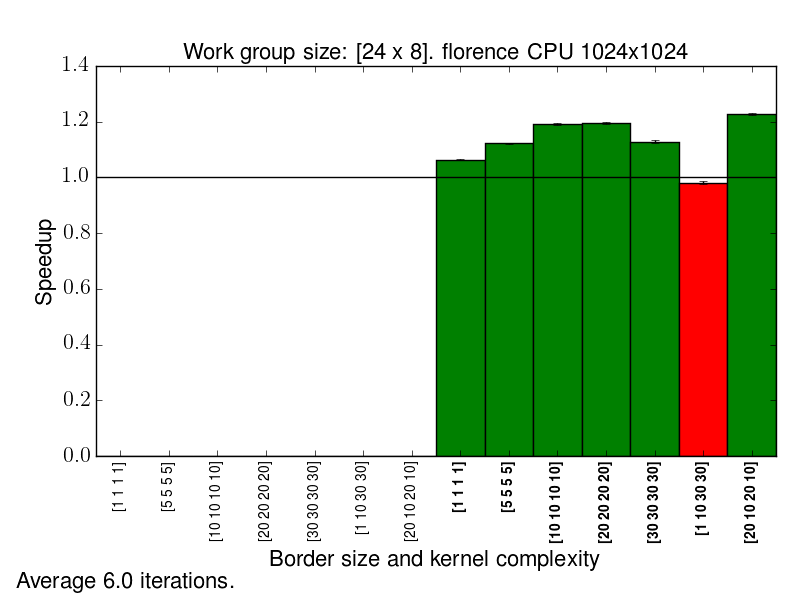 Work group size: [24 x 8]. florence CPU 1024x1024
1.4
1.2
1.0
0.8
0.6
0.4
0.2
0.0
Speedup
[1 1 1 1]
[5 5 5 5]
[10 10 10 10]
[20 20 20 20]
[30 30 30 30]
[1 10 30 30]
[20 10 20 10]
[1 1 1 1]
[5 5 5 5]
[10 10 10 10]
[20 20 20 20]
[30 30 30 30]
[1 10 30 30]
[20 10 20 10]
Border size and kernel complexity
Average 6.0 iterations.